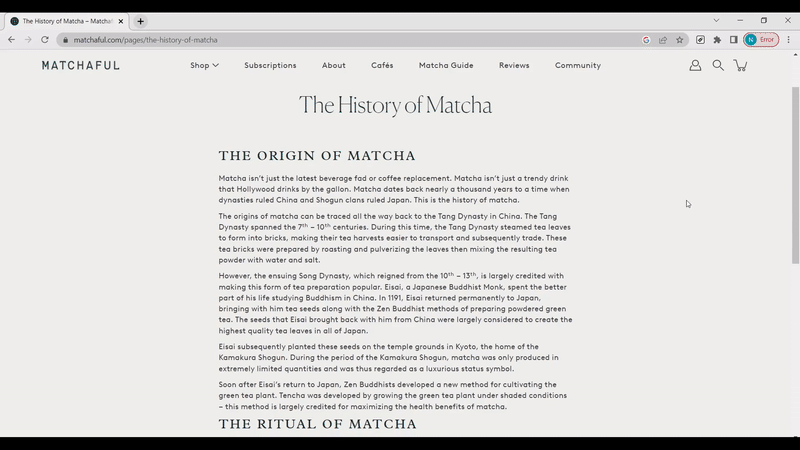 The History of Matcha – Matchaf
matchaful.com/pages/the-history-of-matcha
N Error
MATCHAFUL Shop Subscriptions About Cafés Matcha Guide Reviews Community
The History of Matcha
THE ORIGIN OF MATCHA
Matcha isn't just the latest beverage fad or coffee replacement. Matcha isn't just a trendy drink
that Hollywood drinks by the gallon. Matcha dates back nearly a thousand years to a time when
dynasties ruled China and Shogun clans ruled Japan. This is the history of matcha.
The origins of matcha can be traced all the way back to the Tang Dynasty in China. The Tang
Dynasty spanned the 7th – 10th centuries. During this time, the Tang Dynasty steamed tea leaves
to form into bricks, making their tea harvests easier to transport and subsequently trade. These
tea bricks were prepared by roasting and pulverizing the leaves then mixing the resulting tea
powder with water and salt.
However, the ensuing Song Dynasty, which reigned from the 10th – 13th, is largely credited with
making this form of tea preparation popular. Eisai, a Japanese Buddhist Monk, spent the better
part of his life studying Buddhism in China. In 1191, Eisai returned permanently to Japan,
bringing with him tea seeds along with the Zen Buddhist methods of preparing powdered green
tea. The seeds that Eisai brought back with him from China were largely considered to create the
highest quality tea leaves in all of Japan.
Eisai subsequently planted these seeds on the temple grounds in Kyoto, the home of the
Kamakura Shogun. During the period of the Kamakura Shogun, matcha was only produced in
extremely limited quantities and was thus regarded as a luxurious status symbol.
Soon after Eisai's return to Japan, Zen Buddhists developed a new method for cultivating the
green tea plant. Tencha was developed by growing the green tea plant under shaded conditions
– this method is largely credited for maximizing the health benefits of matcha.
THE RITUAL OF MATCHA